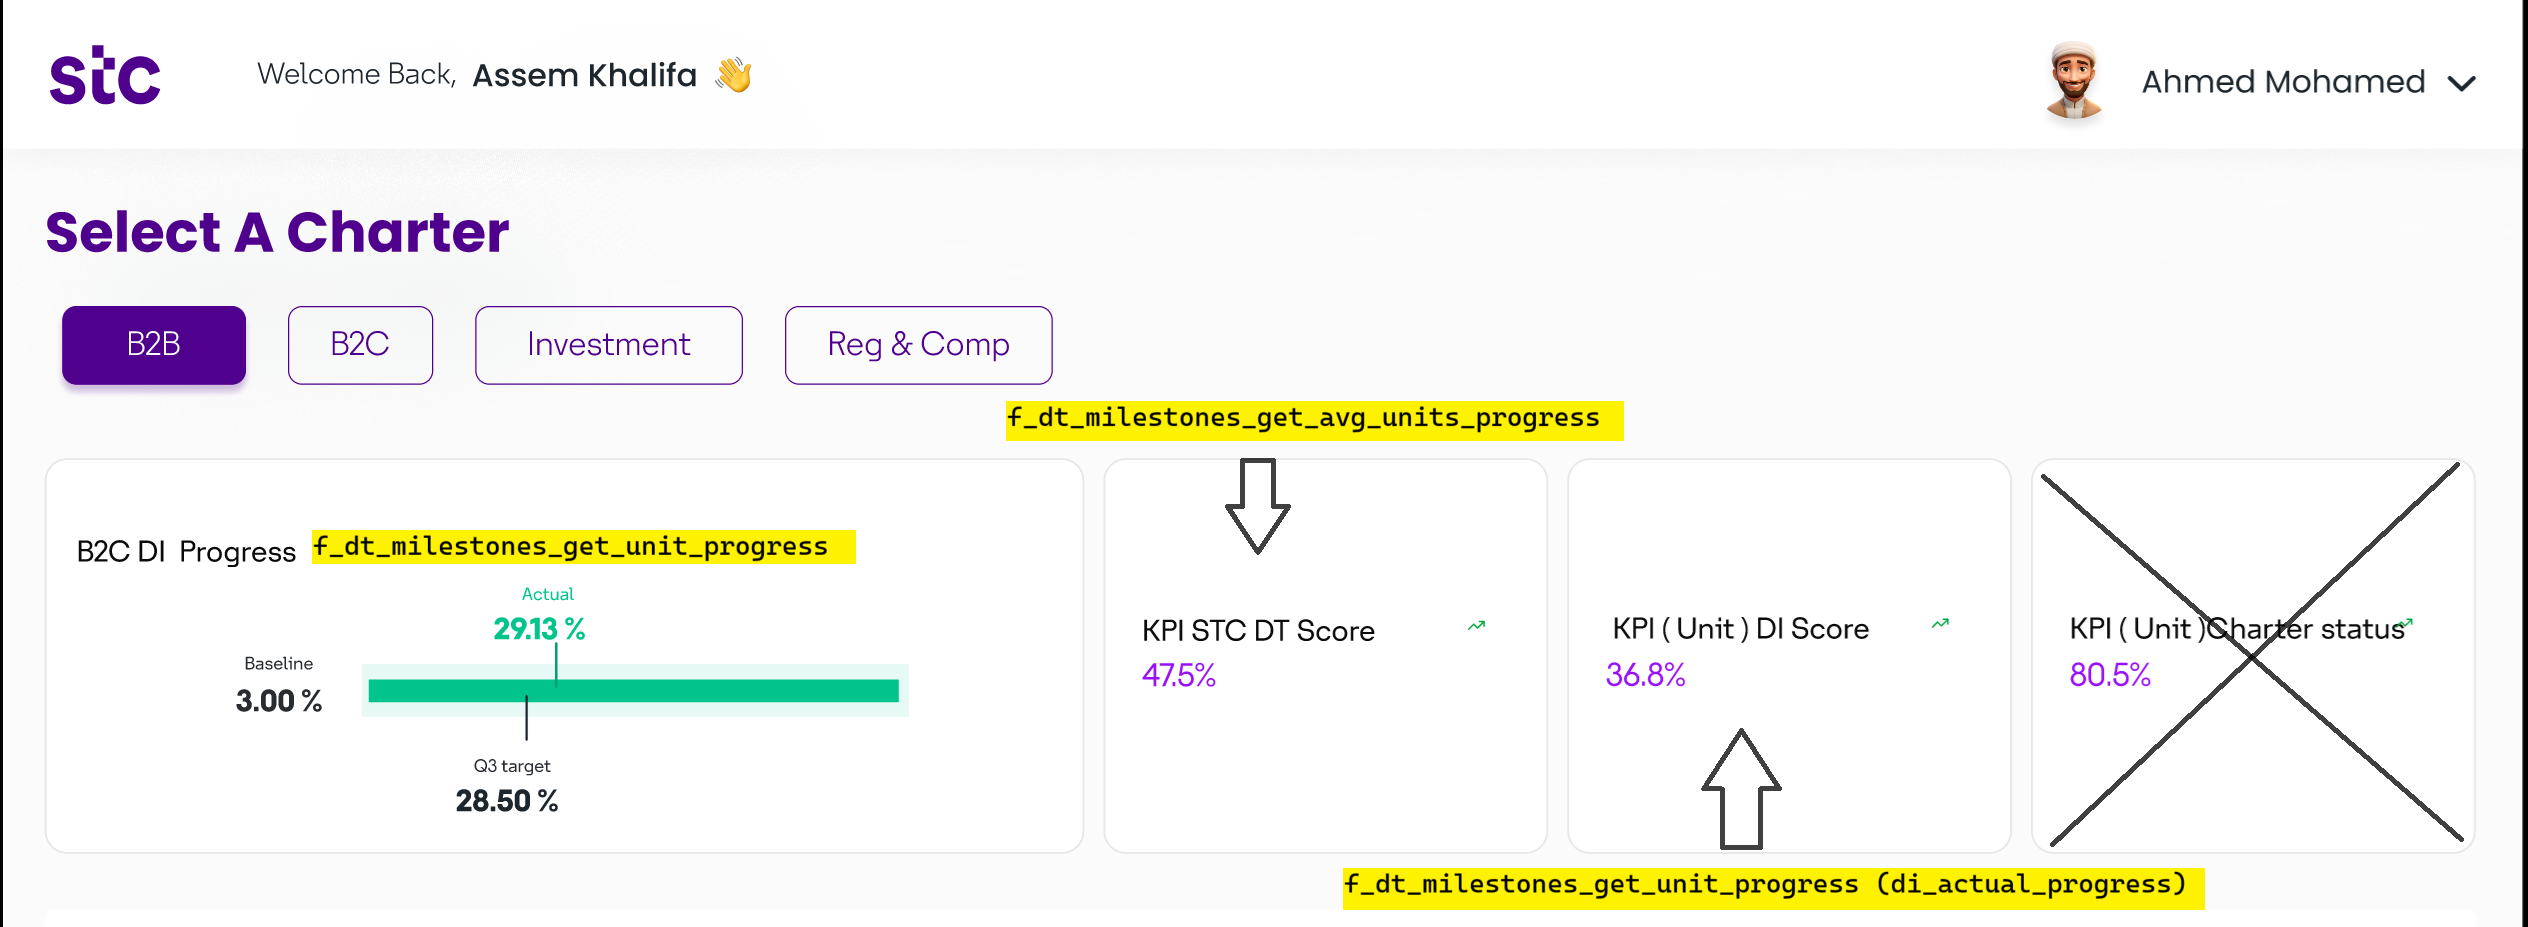 stc
Welcome Back, Assem Khalifa 👋
Ahmed Mohamed
Select A Charter
B2B
B2C
Investment
Reg & Comp
f_dt_milestones_get_avg_units_progress
B2C DI Progress f_dt_milestones_get_unit_progress
Actual
29.13 %
Baseline
3.00 %
Q3 target
28.50 %
KPI STC DT Score
47.5%
KPI ( Unit ) DI Score
36.8%
KPI ( Unit )Charter status
80.5%
f_dt_milestones_get_unit_progress (di_actual_progress)